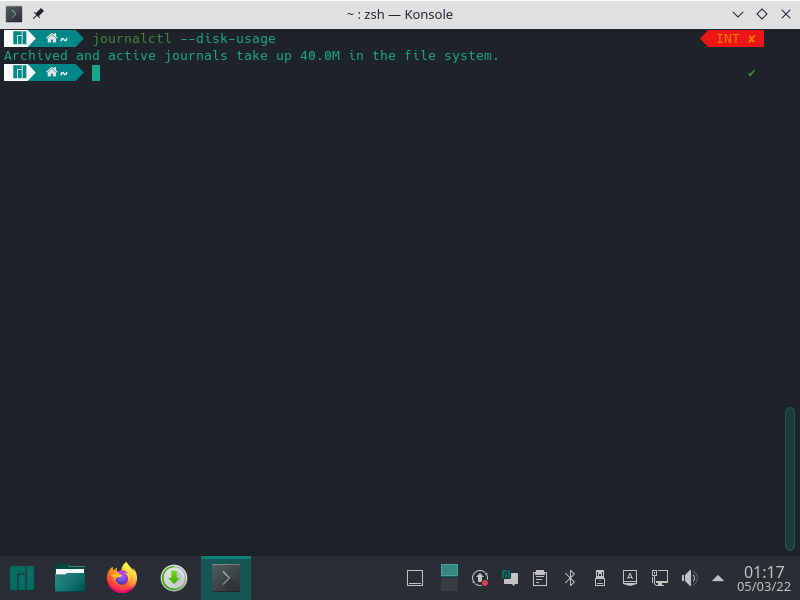 ~ : zsh — Konsole
~ journalctl --disk-usage INT ✘
Archived and active journals take up 40.0M in the file system.
~ ✔
A
01:17
05/03/22